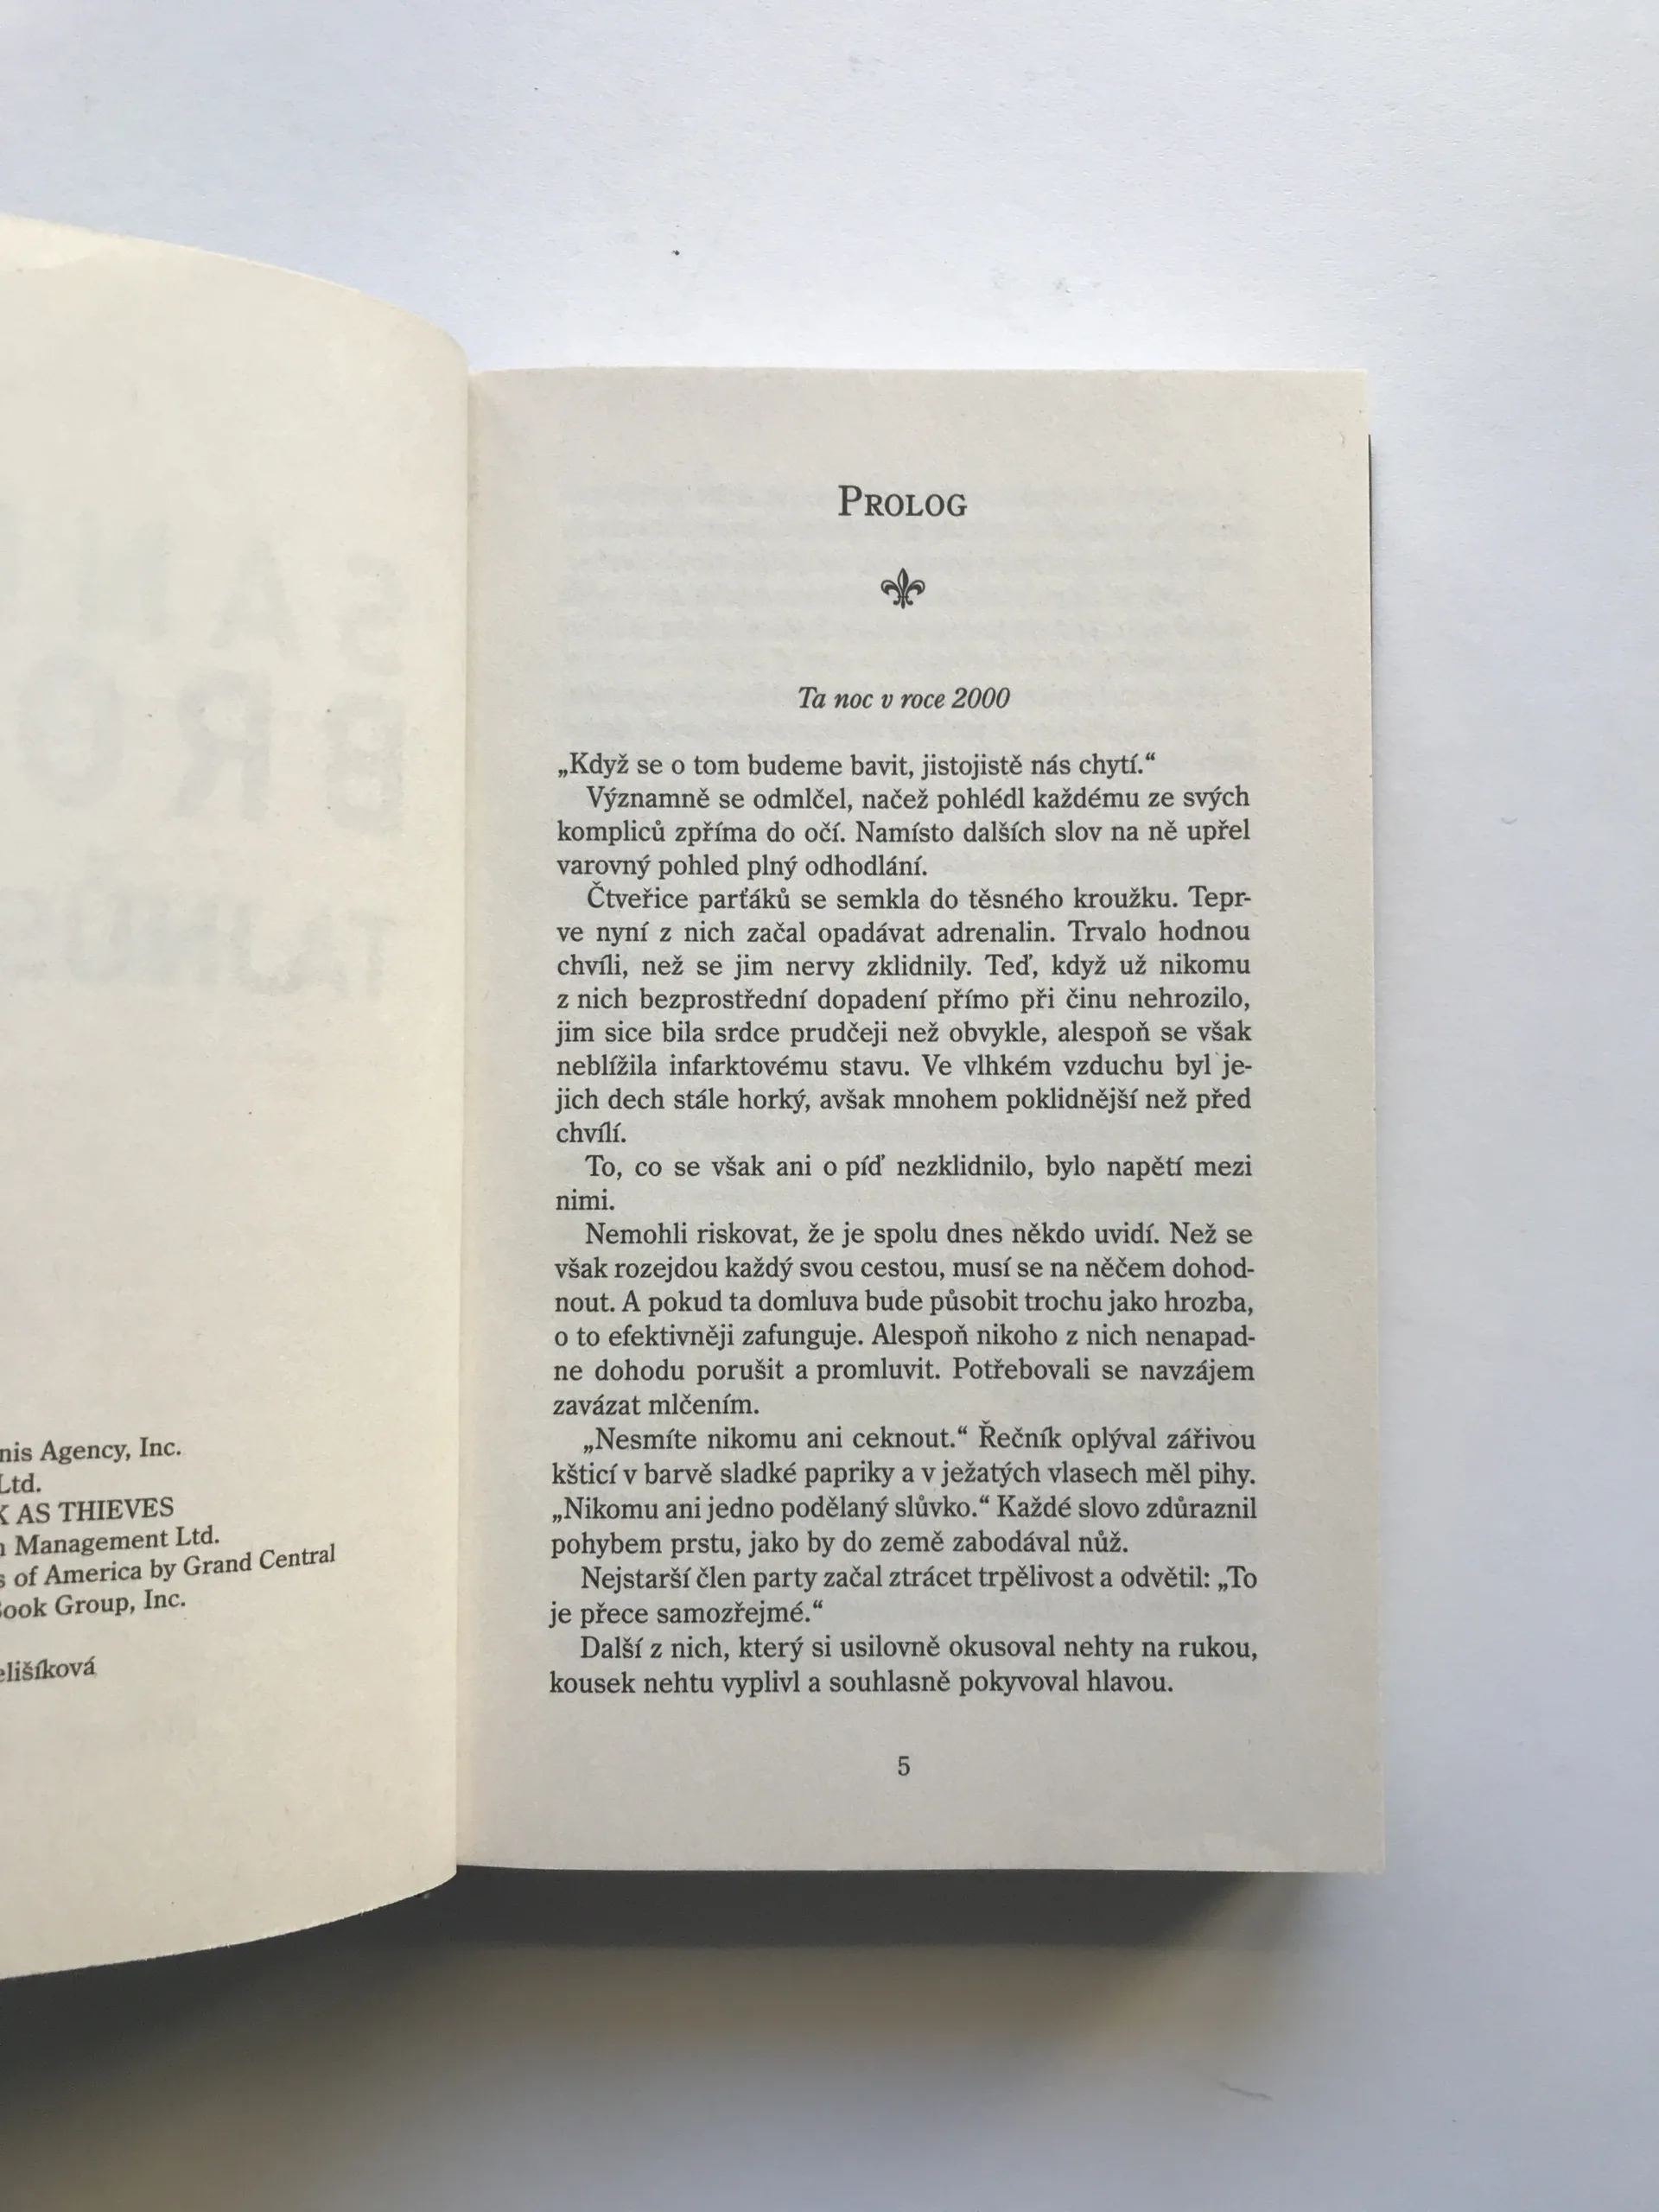 nis Agency, Inc.
Ltd.
K AS THIEVES
n Management Ltd.
s of America by Grand Central
Book Group, Inc.
elišíková
PROLOG
Ta noc v roce 2000
„Když se o tom budeme bavit, jistojistě nás chytí.“
Významně se odmlčel, načež pohlédl každému ze svých
kompliců zpříma do očí. Namísto dalších slov na ně upřel
varovný pohled plný odhodlání.
Čtveřice parťáků se semkla do těsného kroužku. Tepr-
ve nyní z nich začal opadávat adrenalin. Trvalo hodnou
chvíli, než se jim nervy zklidnily. Teď, když už nikomu
z nich bezprostřední dopadení přímo při činu nehrozilo,
jim sice bila srdce prudčeji než obvykle, alespoň se však
neblížila infarktovému stavu. Ve vlhkém vzduchu byl je-
jich dech stále horký, avšak mnohem poklidnější než před
chvílí.
To, co se však ani o píď nezklidnilo, bylo napětí mezi
nimi.
Nemohli riskovat, že je spolu dnes někdo uvidí. Než se
však rozejdou každý svou cestou, musí se na něčem dohod-
nout. A pokud ta domluva bude působit trochu jako hrozba,
o to efektivněji zafunguje. Alespoň nikoho z nich nenapad-
ne dohodu porušit a promluvit. Potřebovali se navzájem
zavázat mlčením.
„Nesmíte nikomu ani ceknout.“ Řečník oplýval zářivou
kšticí v barvě sladké papriky a v ježatých vlasech měl pihy.
„Nikomu ani jedno podělaný slůvko.“ Každé slovo zdůraznil
pohybem prstu, jako by do země zabodával nůž.
Nejstarší člen party začal ztrácet trpělivost a odvětil: „To
je přece samozřejmé.“
Další z nich, který si usilovně okusoval nehty na rukou,
kousek nehtu vyplivl a souhlasně pokyvoval hlavou.
5